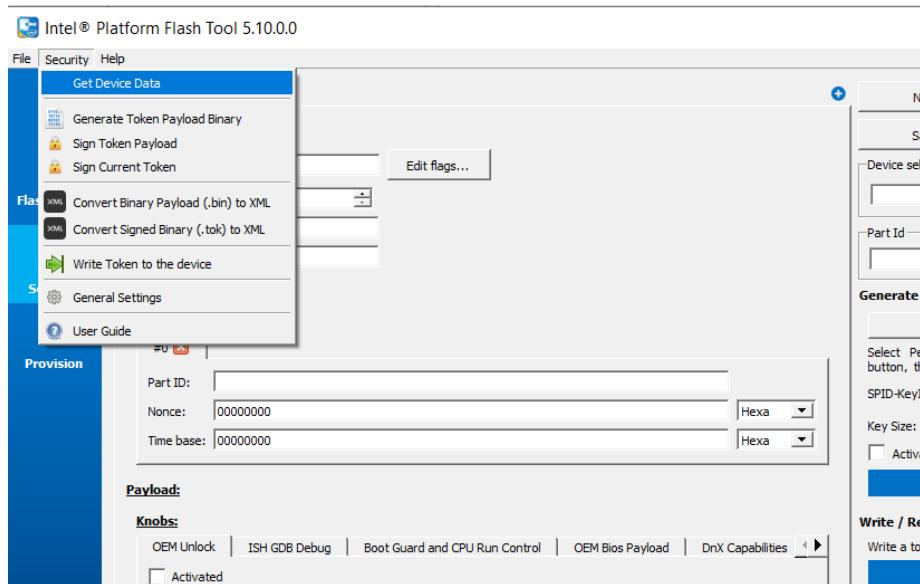 Intel® Platform Flash Tool 5.10.0.0
File Security Help
Get Device Data
Generate Token Payload Binary
Sign Token Payload
Sign Current Token
Convert Binary Payload (.bin) to XML
Convert Signed Binary (.tok) to XML
Write Token to the device
General Settings
User Guide
Edit flags...
Provision
#0
Part ID:
Nonce: 00000000 Hexa
Time base: 00000000 Hexa
Payload:
Knobs:
OEM Unlock ISH GDB Debug Boot Guard and CPU Run Control OEM Bios Payload DnX Capabilities
Activated
Device sel
Part Id
Generate
Select Pe
button, th
SPID-KeyI
Key Size:
Activa
Write / Re
Write a to